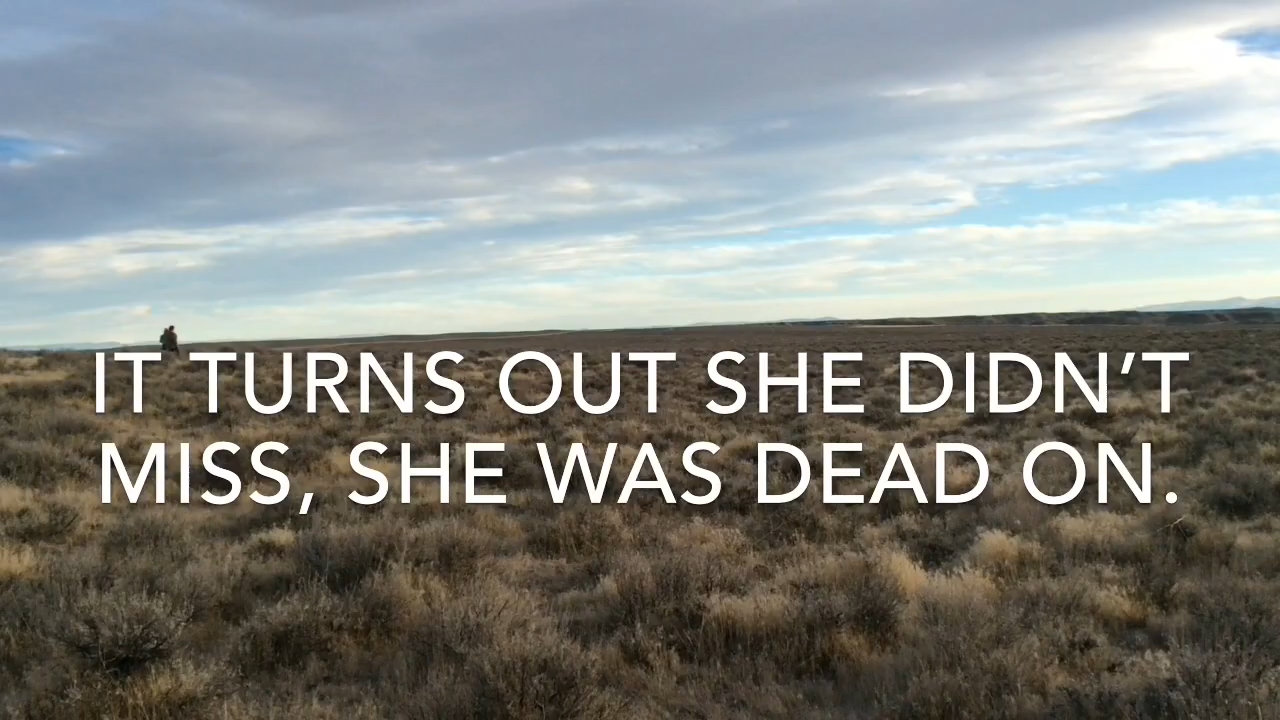 IT TURNS OUT SHE DIDN’T
MISS, SHE WAS DEAD ON.